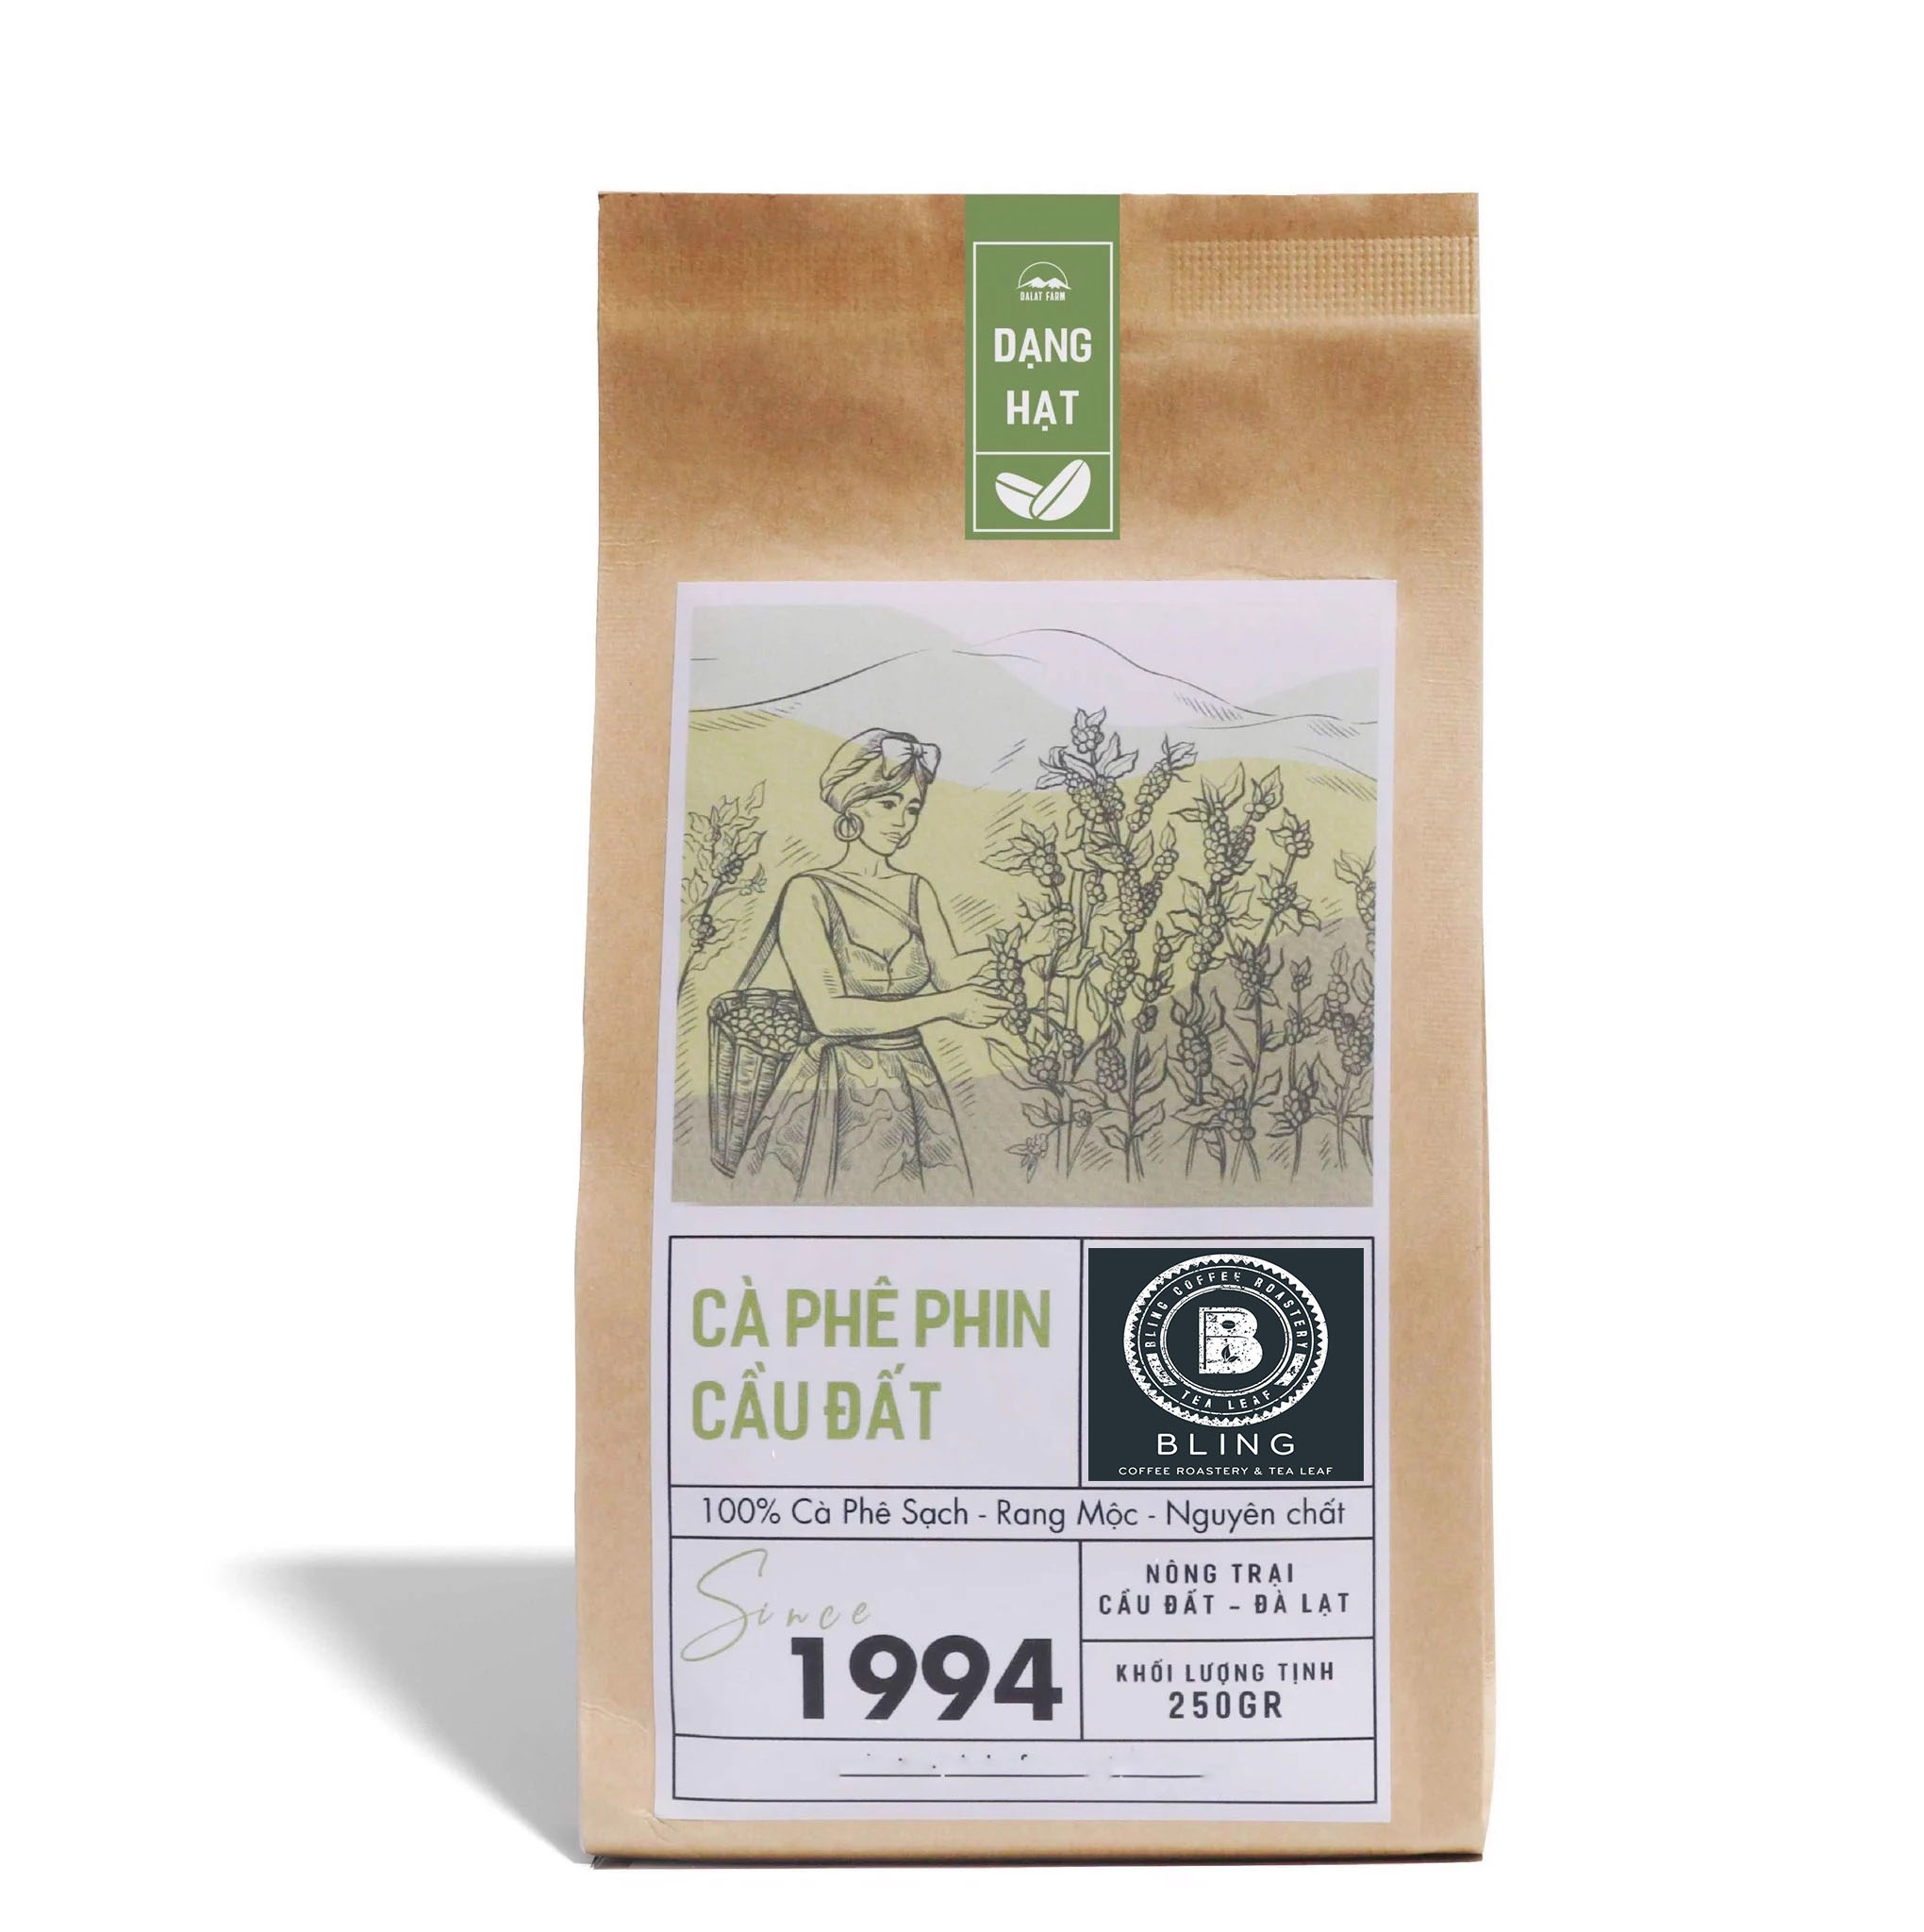 DALAT FARM
DẠNG
HẠT
CÀ PHÊ PHIN
CẦU ĐẤT
BLING COFFEE ROASTERY
TEA LEAF
B
BLING
COFFEE ROASTERY & TEA LEAF
100% Cà Phê Sạch - Rang Mộc - Nguyên chất
Since
1994
NÔNG TRẠI
CẦU ĐẤT – ĐÀ LẠT
KHỐI LƯỢNG TỊNH
250GR